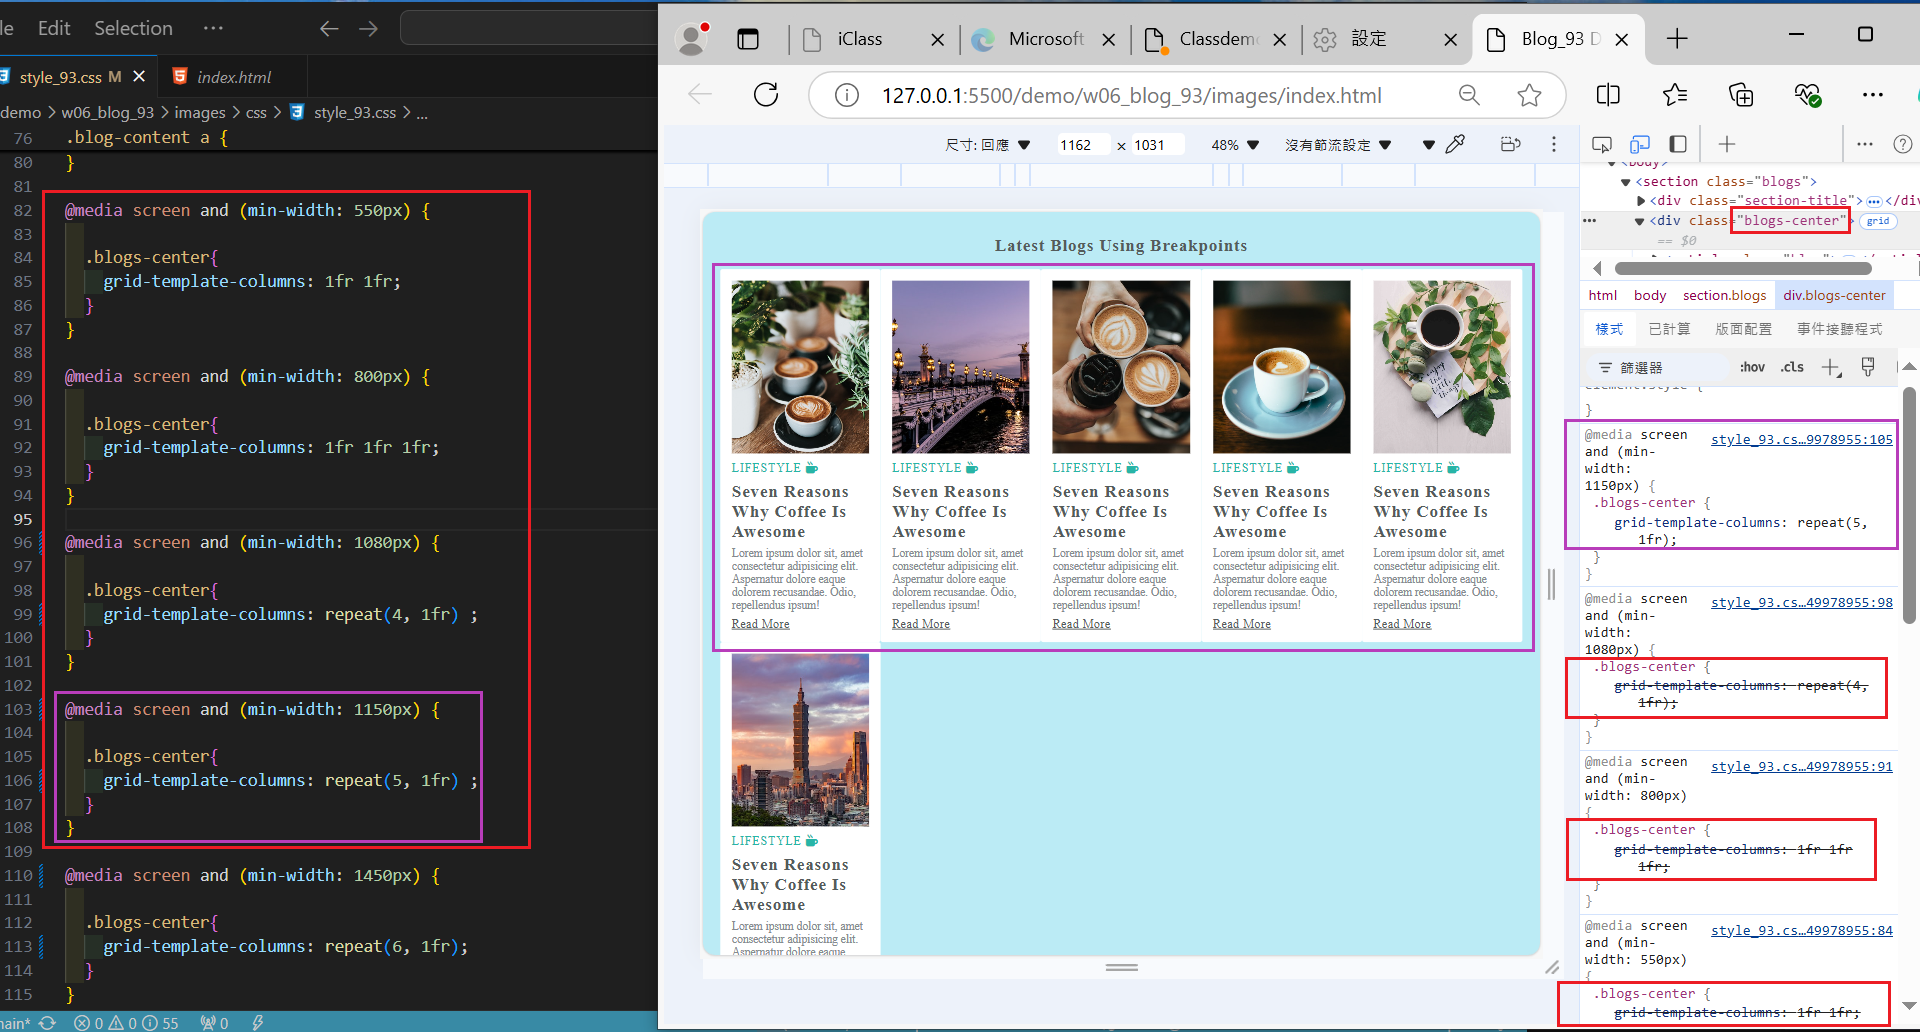 le Edit Selection ...
style_93.css M
index.html
demo > w06_blog_93 > images > css > style_93.css > ...
76 .blog-content a {
80 }
81
82 @media screen and (min-width: 550px) {
83
84 .blogs-center{
85 grid-template-columns: 1fr 1fr;
86 }
87 }
88
89 @media screen and (min-width: 800px) {
90
91 .blogs-center{
92 grid-template-columns: 1fr 1fr 1fr;
93 }
94 }
95
96 @media screen and (min-width: 1080px) {
97
98 .blogs-center{
99 grid-template-columns: repeat(4, 1fr) ;
100 }
101 }
102
103 @media screen and (min-width: 1150px) {
104
105 .blogs-center{
106 grid-template-columns: repeat(5, 1fr) ;
107 }
108 }
109
110 @media screen and (min-width: 1450px) {
111
112 .blogs-center{
113 grid-template-columns: repeat(6, 1fr);
114 }
115 }
main* 0 0 55 0
iClass
Microsoft
Classdemo
設定
Blog_93 D
127.0.0.1:5500/demo/w06_blog_93/images/index.html
尺寸: 回應 1162 × 1031 48% 沒有節流設定
Latest Blogs Using Breakpoints
LIFESTYLE
Seven Reasons
Why Coffee Is
Awesome
Lorem ipsum dolor sit, amet
consectetur adipisicing elit.
Aspernatur dolore eaque
dolorem recusandae. Odio,
repellendus ipsum!
Read More
LIFESTYLE
Seven Reasons
Why Coffee Is
Awesome
Lorem ipsum dolor sit, amet
consectetur adipisicing elit.
Aspernatur dolore eaque
dolorem recusandae. Odio,
repellendus ipsum!
Read More
LIFESTYLE
Seven Reasons
Why Coffee Is
Awesome
Lorem ipsum dolor sit, amet
consectetur adipisicing elit.
Aspernatur dolore eaque
dolorem recusandae. Odio,
repellendus ipsum!
Read More
LIFESTYLE
Seven Reasons
Why Coffee Is
Awesome
Lorem ipsum dolor sit, amet
consectetur adipisicing elit.
Aspernatur dolore eaque
dolorem recusandae. Odio,
repellendus ipsum!
Read More
LIFESTYLE
Seven Reasons
Why Coffee Is
Awesome
Lorem ipsum dolor sit, amet
consectetur adipisicing elit.
Aspernatur dolore eaque
dolorem recusandae. Odio,
repellendus ipsum!
Read More
LIFESTYLE
Seven Reasons
Why Coffee Is
Awesome
Lorem ipsum dolor sit, amet
consectetur adipisicing elit.
Aspernatur dolore eaque
<body>
<section class="blogs">
<div class="section-title"> ... </div
... <div class="blogs-center"> grid
== $0
html body section.blogs div.blogs-center
樣式 已計算 版面配置 事件接聽程式
篩選器 :hov .cls
element.style {
}
@media screen style_93.cs…9978955:105
and (min-
width:
1150px) {
.blogs-center {
grid-template-columns: repeat(5,
1fr);
}
}
@media screen style_93.cs…49978955:98
and (min-
width:
1080px) {
.blogs-center {
grid-template-columns: repeat(4,
1fr);
}
}
@media screen style_93.cs…49978955:91
and (min-
width: 800px)
{
.blogs-center {
grid-template-columns: 1fr 1fr
1fr;
}
}
@media screen style_93.cs…49978955:84
and (min-
width: 550px)
{
.blogs-center {
grid-template-columns: 1fr 1fr;